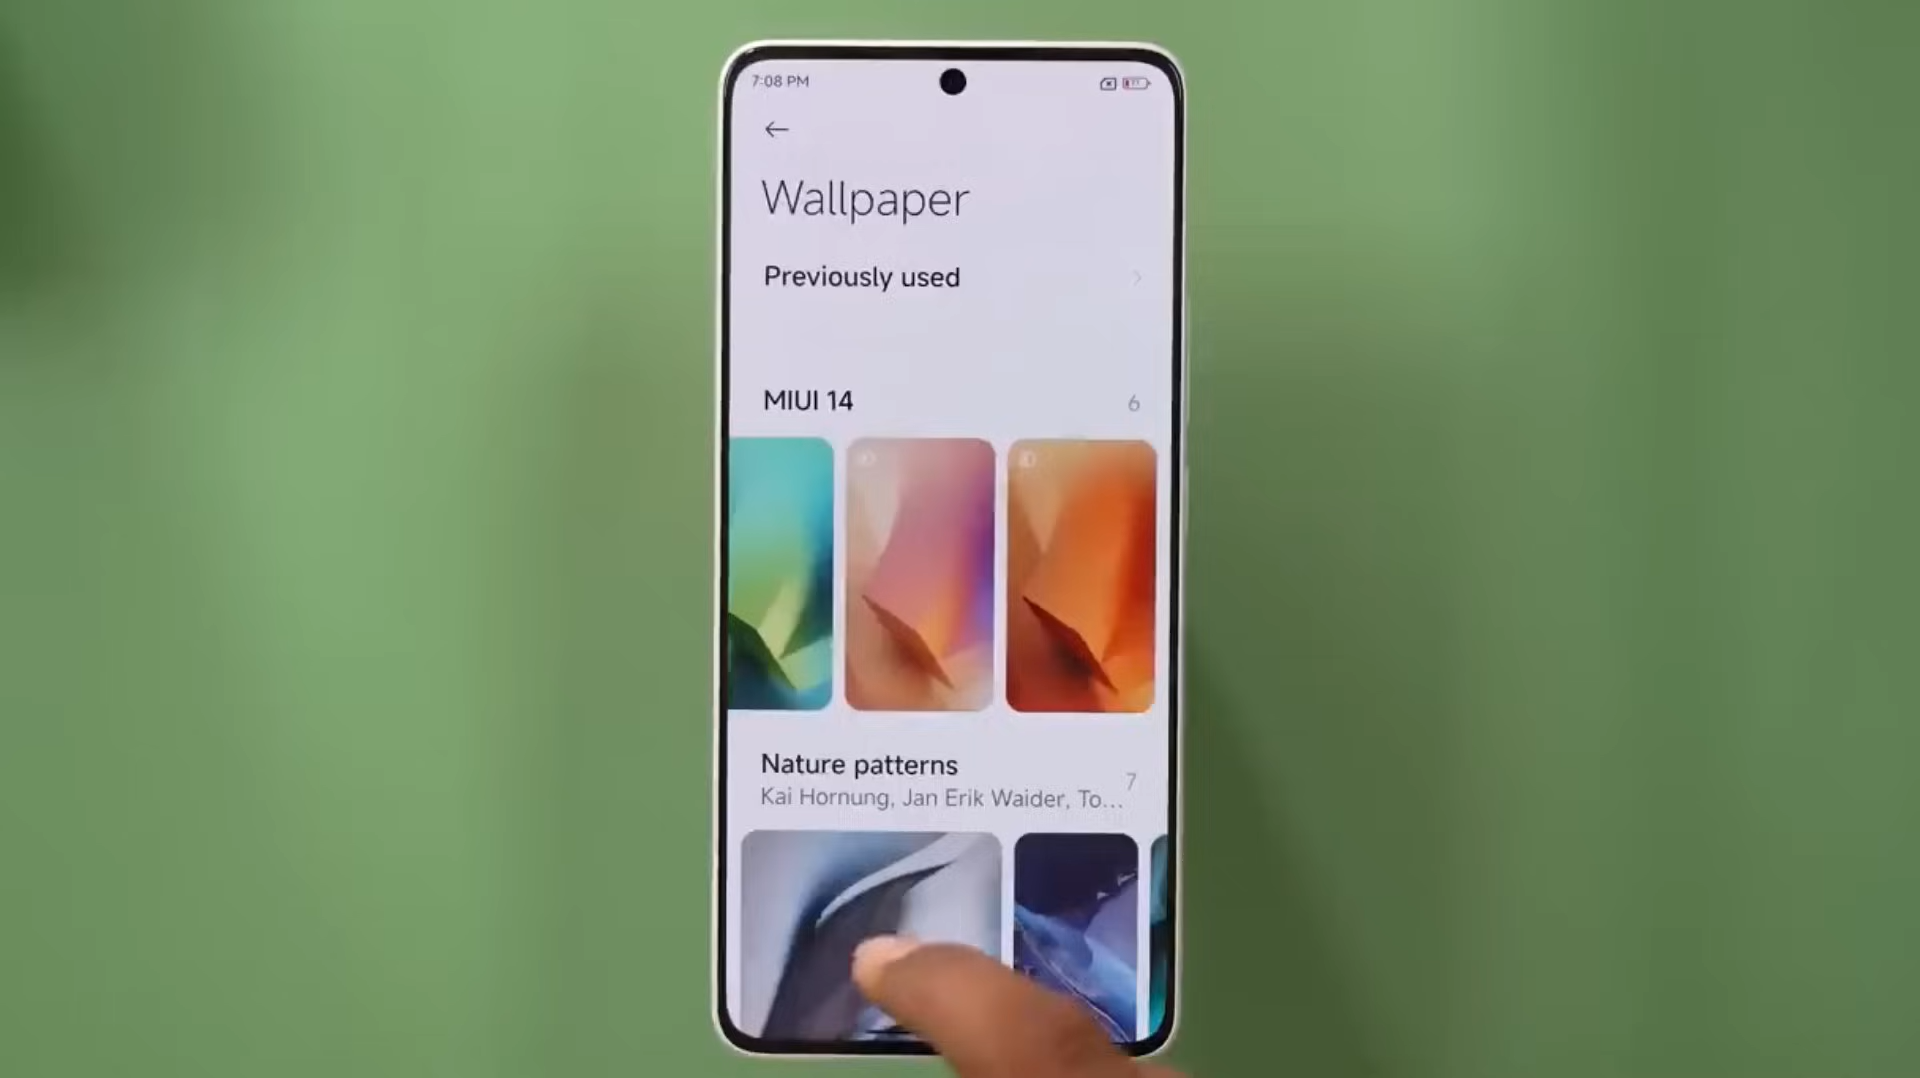 7:08 PM
Wallpaper
Previously used
MIUI 14
6
Nature patterns
7
Kai Hornung, Jan Erik Waider, To...